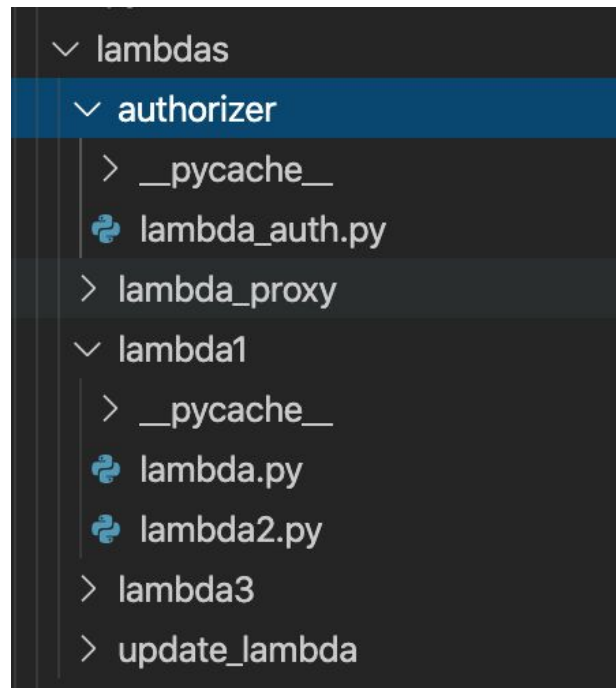 lambdas
authorizer
__pycache__
lambda_auth.py
lambda_proxy
lambda1
__pycache__
lambda.py
lambda2.py
lambda3
update_lambda